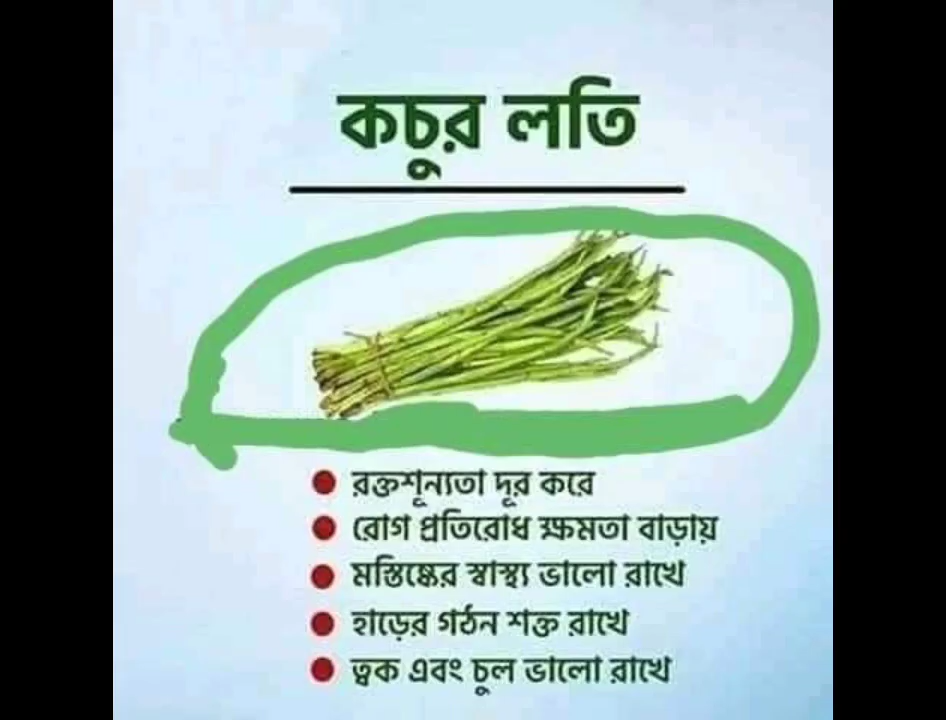 কচুর লতি
রক্তশূন্যতা দূর করে
রোগ প্রতিরোধ ক্ষমতা বাড়ায়
মস্তিষ্কের স্বাস্থ্য ভালো রাখে
হাড়ের গঠন শক্ত রাখে
ত্বক এবং চুল ভালো রাখে